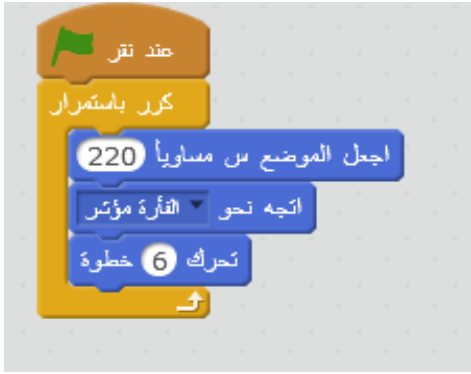 عند نقر
كرر باستمرار
اجعل الموضع س مساوياً 220
اتجه نحو الفأرة مؤشر
تحرك 6 خطوة